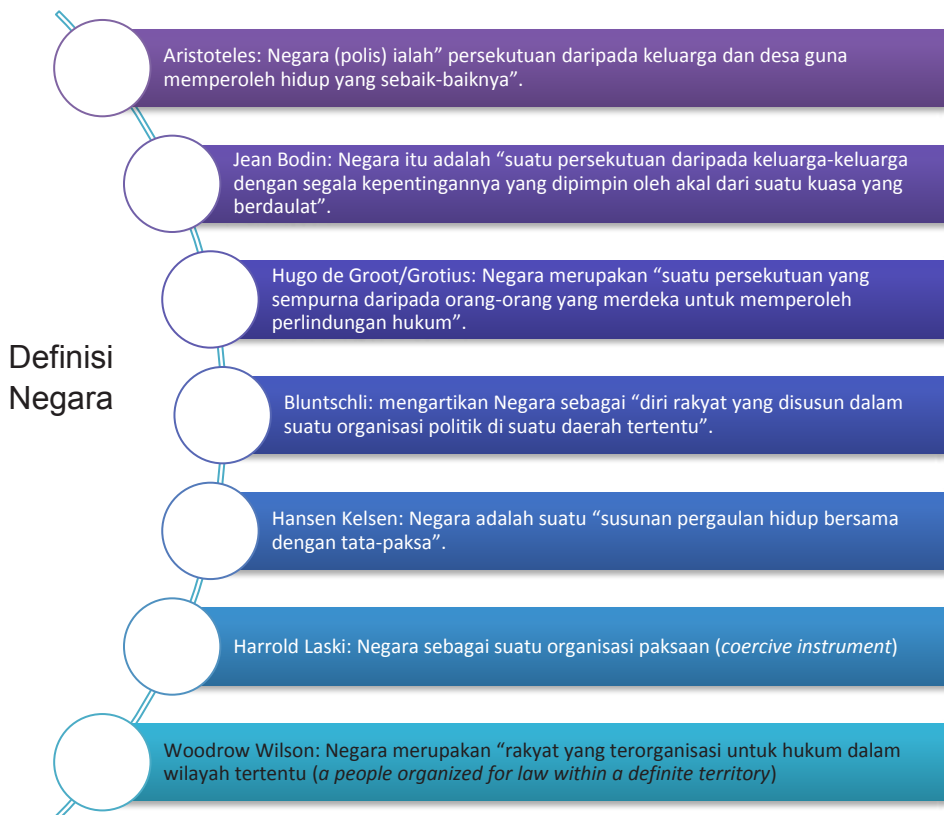 Definisi
Negara
Aristoteles: Negara (polis) ialah” persekutuan daripada keluarga dan desa guna
memperoleh hidup yang sebaik-baiknya”.
Jean Bodin: Negara itu adalah “suatu persekutuan daripada keluarga-keluarga
dengan segala kepentingannya yang dipimpin oleh akal dari suatu kuasa yang
berdaulat”.
Hugo de Groot/Grotius: Negara merupakan “suatu persekutuan yang
sempurna daripada orang-orang yang merdeka untuk memperoleh
perlindungan hukum”.
Bluntschli: mengartikan Negara sebagai “diri rakyat yang disusun dalam
suatu organisasi politik di suatu daerah tertentu”.
Hansen Kelsen: Negara adalah suatu “susunan pergaulan hidup bersama
dengan tata-paksa”.
Harrold Laski: Negara sebagai suatu organisasi paksaan (coercive instrument)
Woodrow Wilson: Negara merupakan “rakyat yang terorganisasi untuk hukum dalam
wilayah tertentu (a people organized for law within a definite territory)